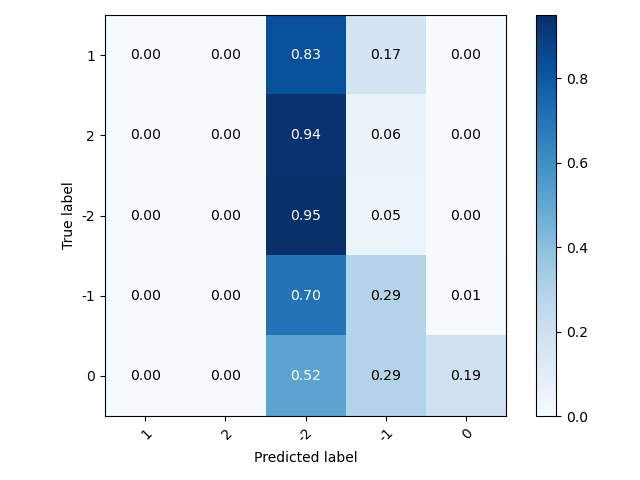 1 0.00 0.00 0.83 0.17 0.00
2 0.00 0.00 0.94 0.06 0.00
-2 0.00 0.00 0.95 0.05 0.00
-1 0.00 0.00 0.70 0.29 0.01
0 0.00 0.00 0.52 0.29 0.19
True label
1 2 -2 -1 0
Predicted label
0.8
0.6
0.4
0.2
0.0